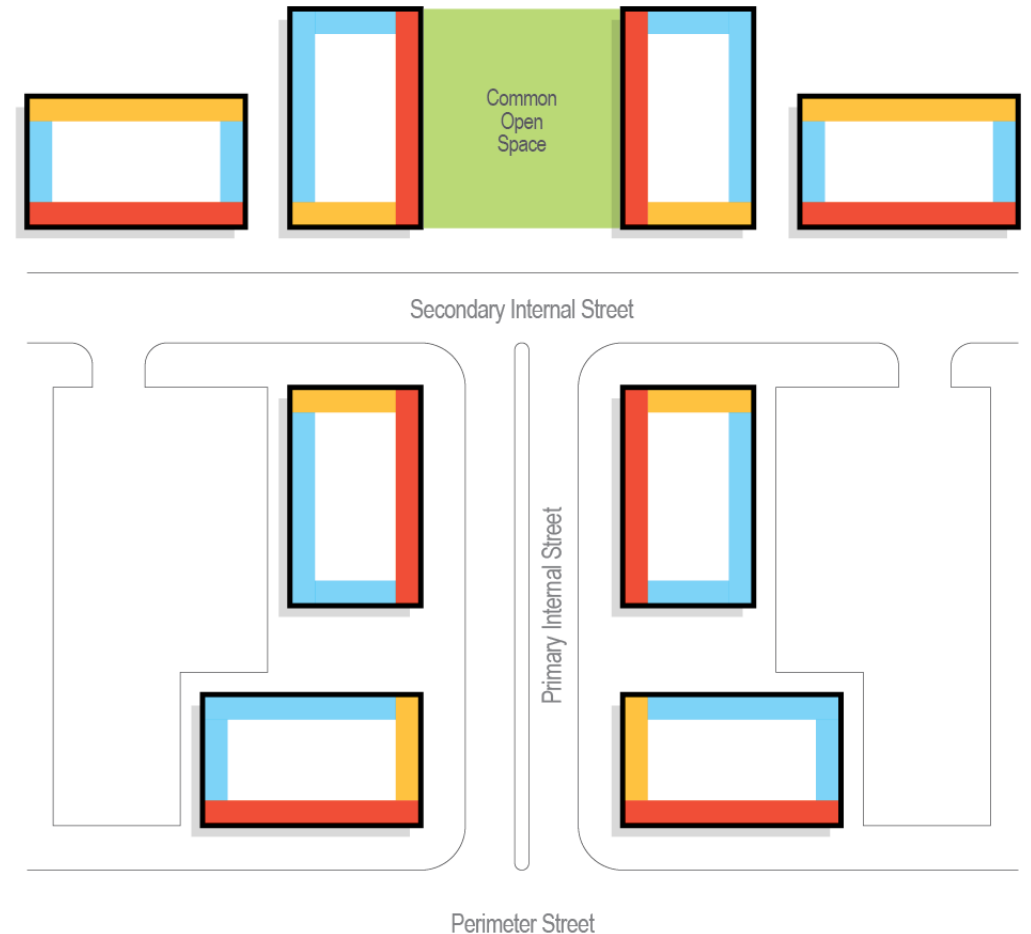 Common
Open
Space
Secondary Internal Street
Primary Internal Street
Perimeter Street